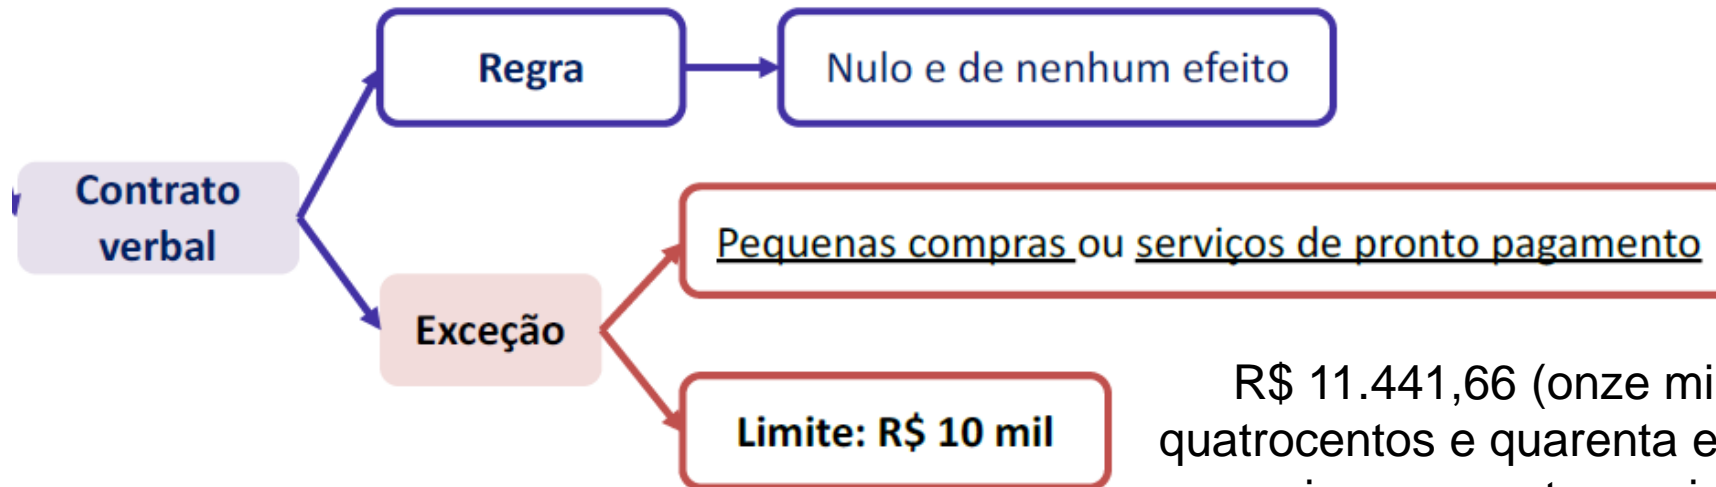 Regra
Nulo e de nenhum efeito
Contrato
verbal
Pequenas compras ou serviços de pronto pagamento
Exceção
R$ 11.441,66 (onze mi
quatrocentos e quarenta e
Limite: R$ 10 mil